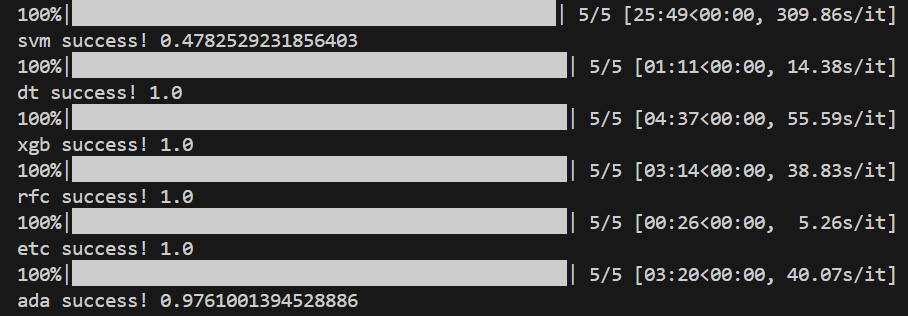 100%|██████████| 5/5 [25:49<00:00, 309.86s/it]
svm success! 0.4782529231856403
100%|██████████| 5/5 [01:11<00:00, 14.38s/it]
dt success! 1.0
100%|██████████| 5/5 [04:37<00:00, 55.59s/it]
xgb success! 1.0
100%|██████████| 5/5 [03:14<00:00, 38.83s/it]
rfc success! 1.0
100%|██████████| 5/5 [00:26<00:00,  5.26s/it]
etc success! 1.0
100%|██████████| 5/5 [03:20<00:00, 40.07s/it]
ada success! 0.9761001394528886